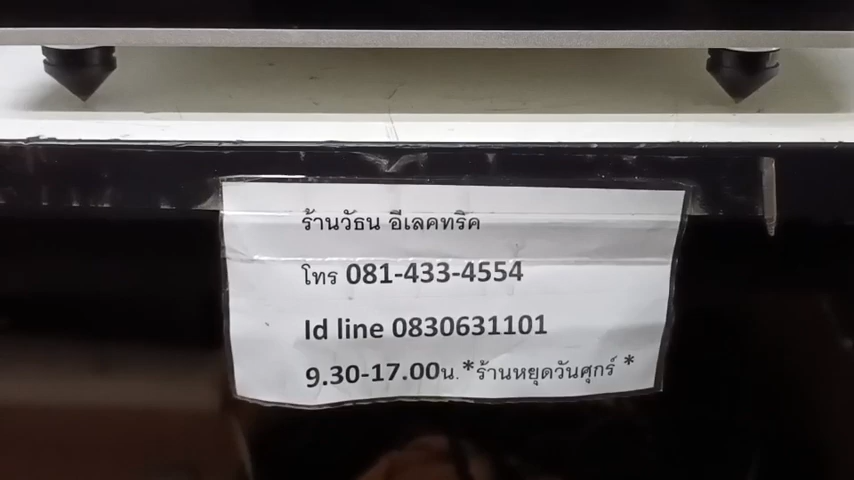 ร้านวัธน อีเลคทริค
โทร 081-433-4554
Id line 0830631101
9.30-17.00น.*ร้านหยุดวันศุกร์ *